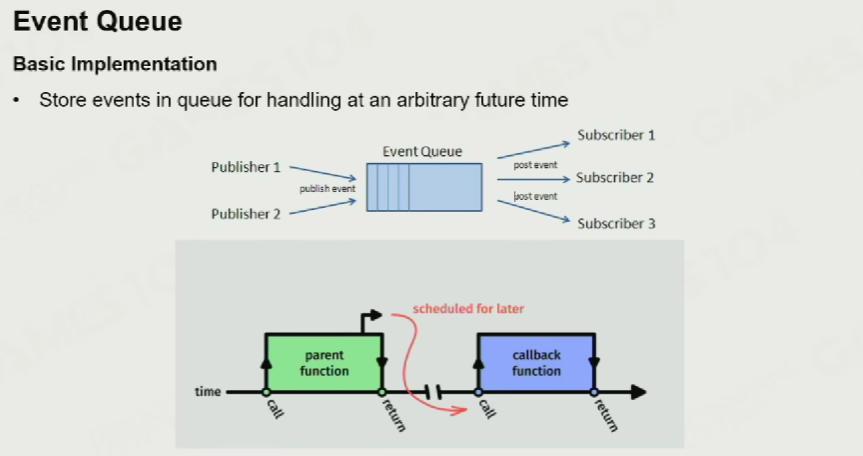 Event Queue
Basic Implementation
• Store events in queue for handling at an arbitrary future time
Event Queue
Publisher 1
Publisher 2
publish event
post event
post event
Subscriber 1
Subscriber 2
Subscriber 3
scheduled for later
parent
function
callback
function
time
call
return
call
return
GAMES104